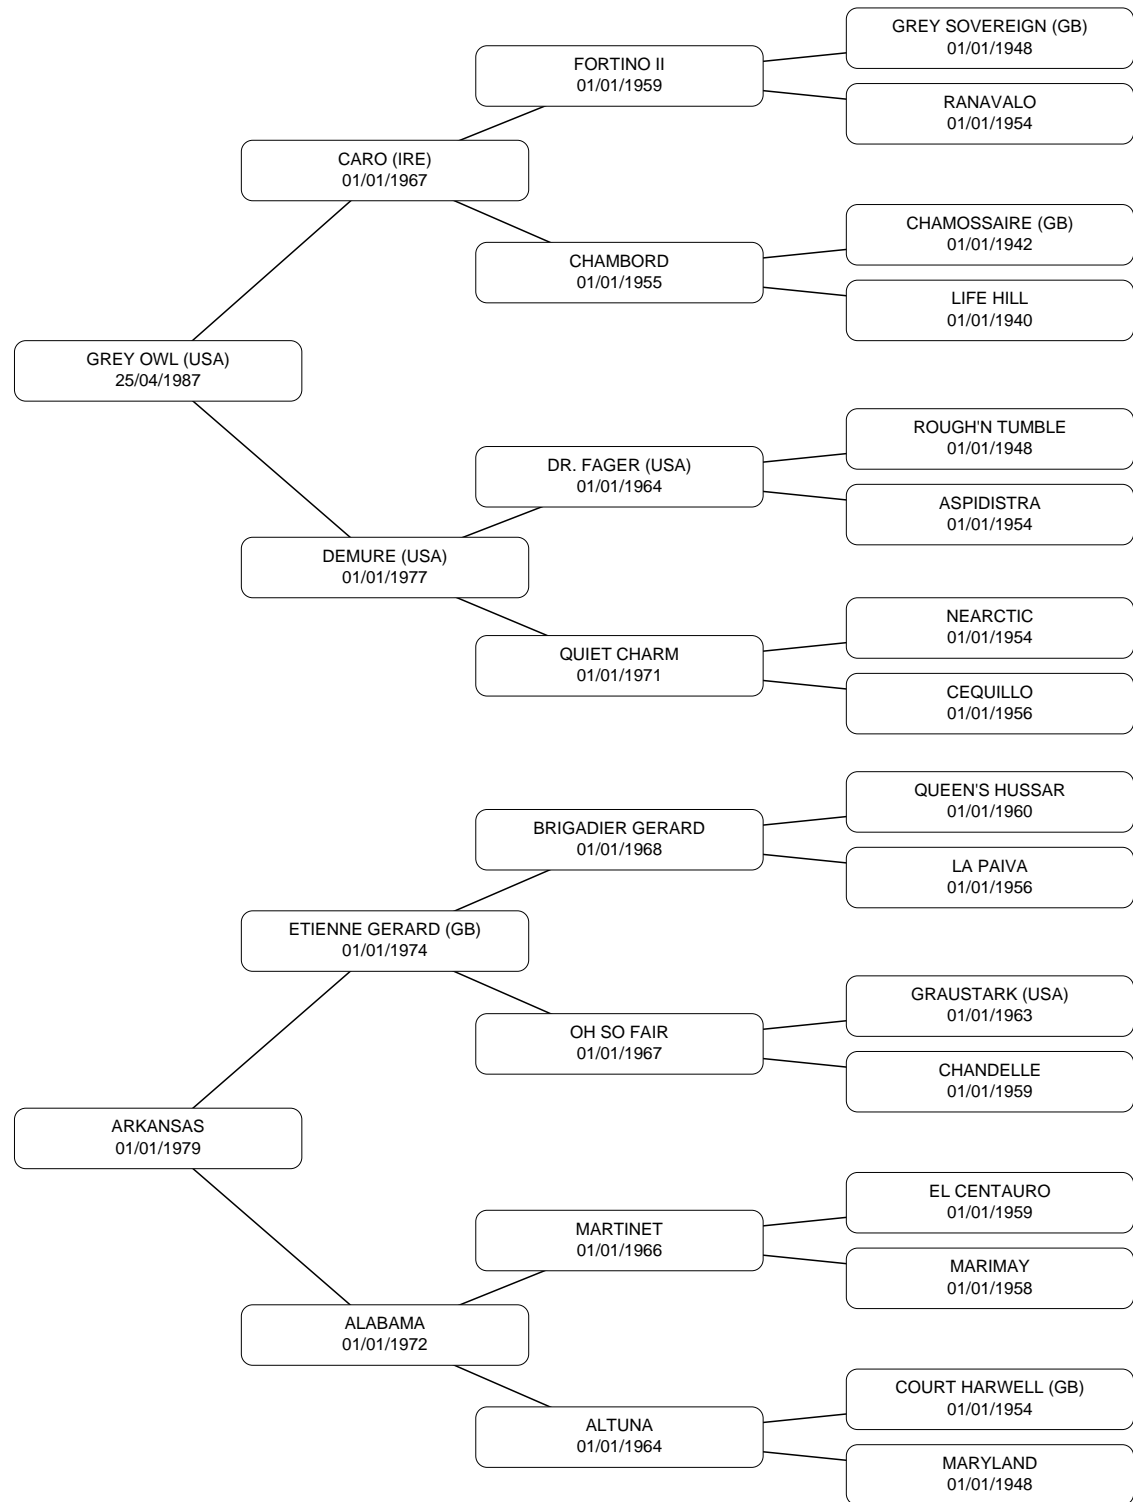 GREY SOVEREIGN (GB)
01/01/1948
FORTINO II
01/01/1959
RANAVALO
01/01/1954
CARO (IRE)
01/01/1967
CHAMOSSAIRE (GB)
01/01/1942
CHAMBORD
01/01/1955
LIFE HILL
01/01/1940
GREY OWL (USA)
25/04/1987
ROUGH'N TUMBLE
01/01/1948
DR. FAGER (USA)
01/01/1964
ASPIDISTRA
01/01/1954
DEMURE (USA)
01/01/1977
NEARCTIC
01/01/1954
QUIET CHARM
01/01/1971
CEQUILLO
01/01/1956
QUEEN'S HUSSAR
01/01/1960
BRIGADIER GERARD
01/01/1968
LA PAIVA
01/01/1956
ETIENNE GERARD (GB)
01/01/1974
GRAUSTARK (USA)
01/01/1963
OH SO FAIR
01/01/1967
CHANDELLE
01/01/1959
ARKANSAS
01/01/1979
EL CENTAURO
01/01/1959
MARTINET
01/01/1966
MARIMAY
01/01/1958
ALABAMA
01/01/1972
COURT HARWELL (GB)
01/01/1954
ALTUNA
01/01/1964
MARYLAND
01/01/1948